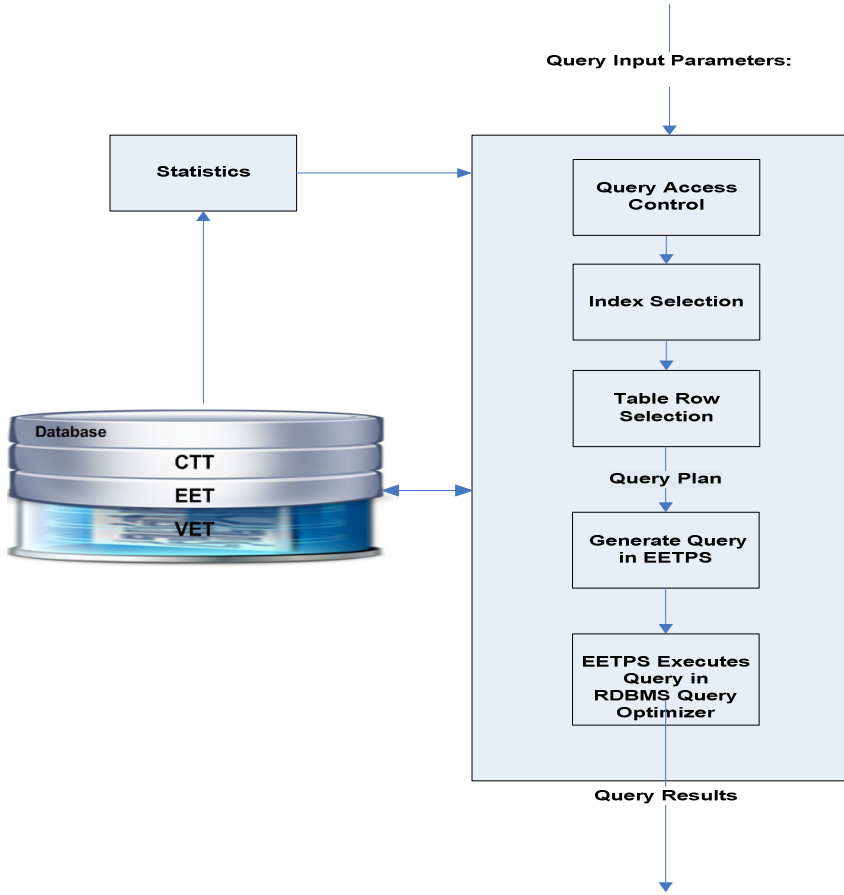 Query Input Parameters:
Statistics
Query Access
Control
Index Selection
Table Row
Selection
Database
CTT
EET
VET
Query Plan
Generate Query
in EETPS
EETPS Executes
Query in
RDBMS Query
Optimizer
Query Results